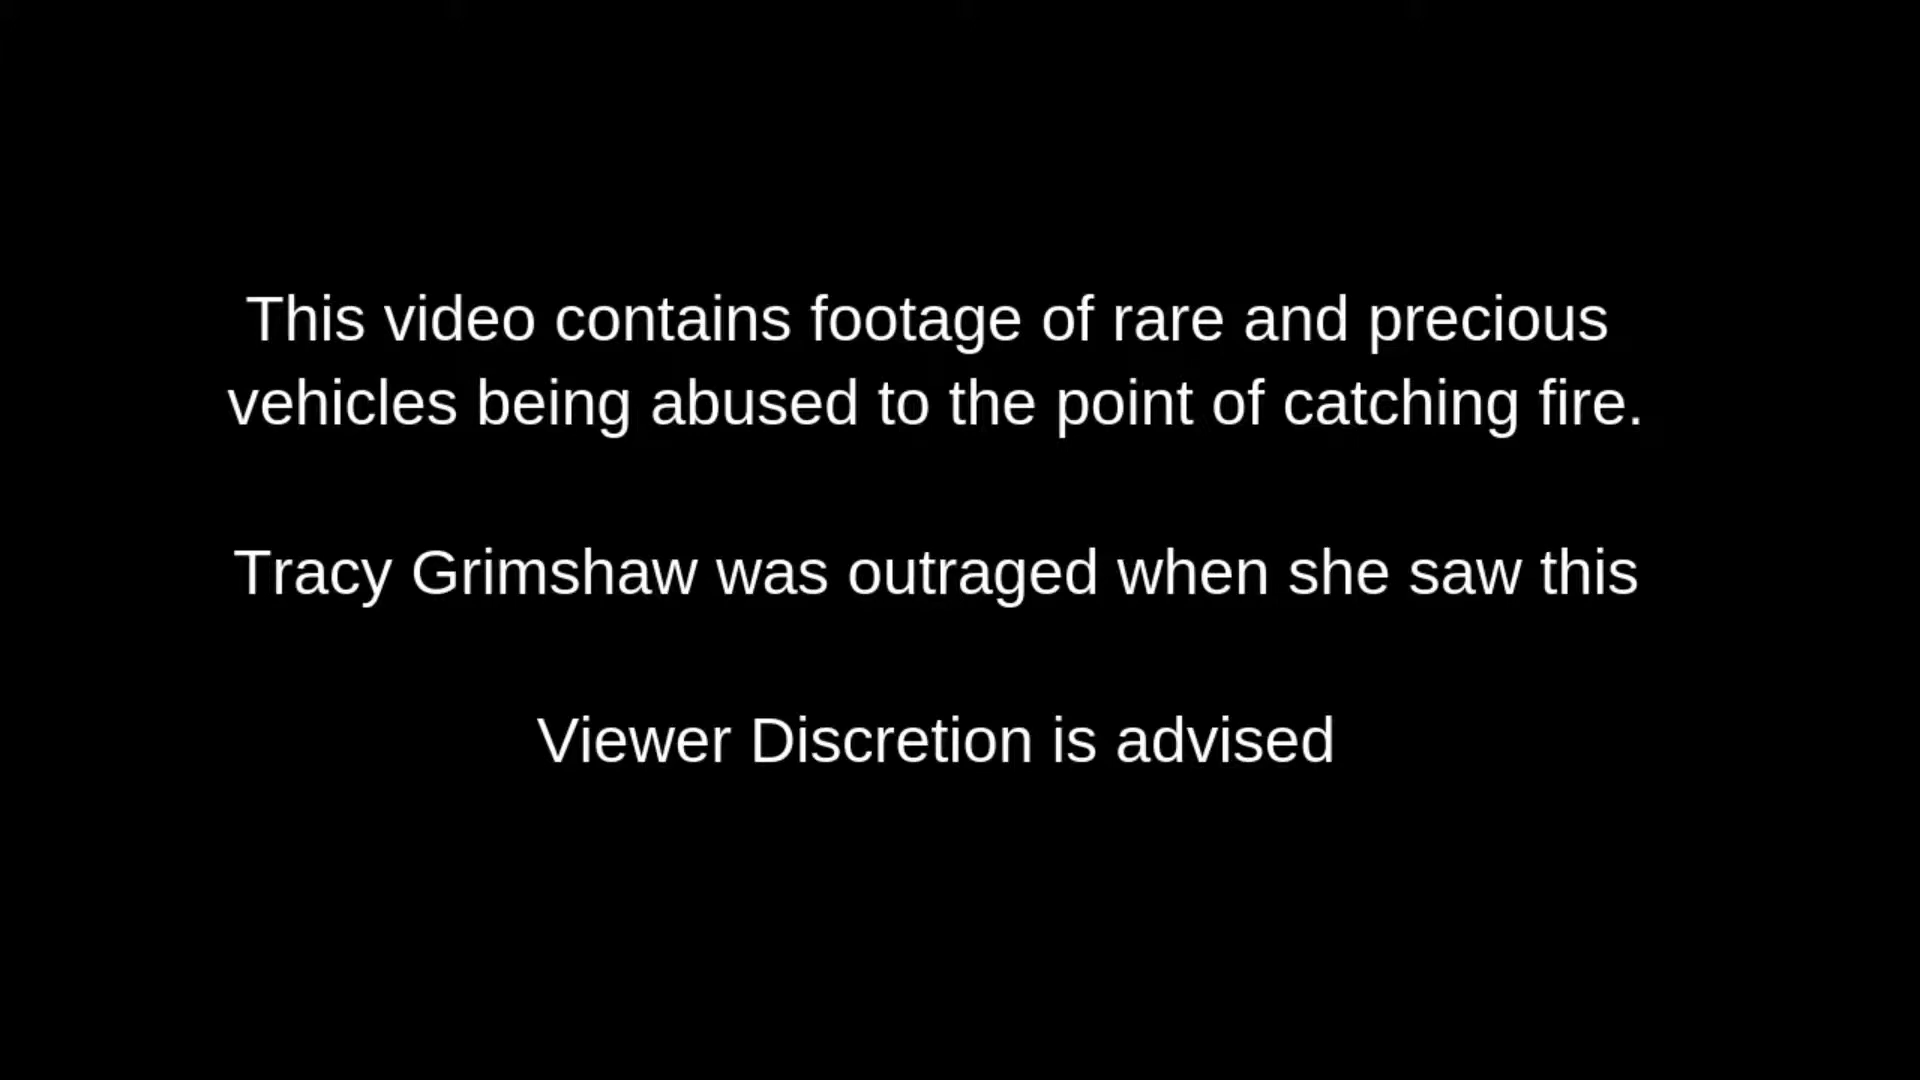 This video contains footage of rare and precious
vehicles being abused to the point of catching fire.
Tracy Grimshaw was outraged when she saw this
Viewer Discretion is advised